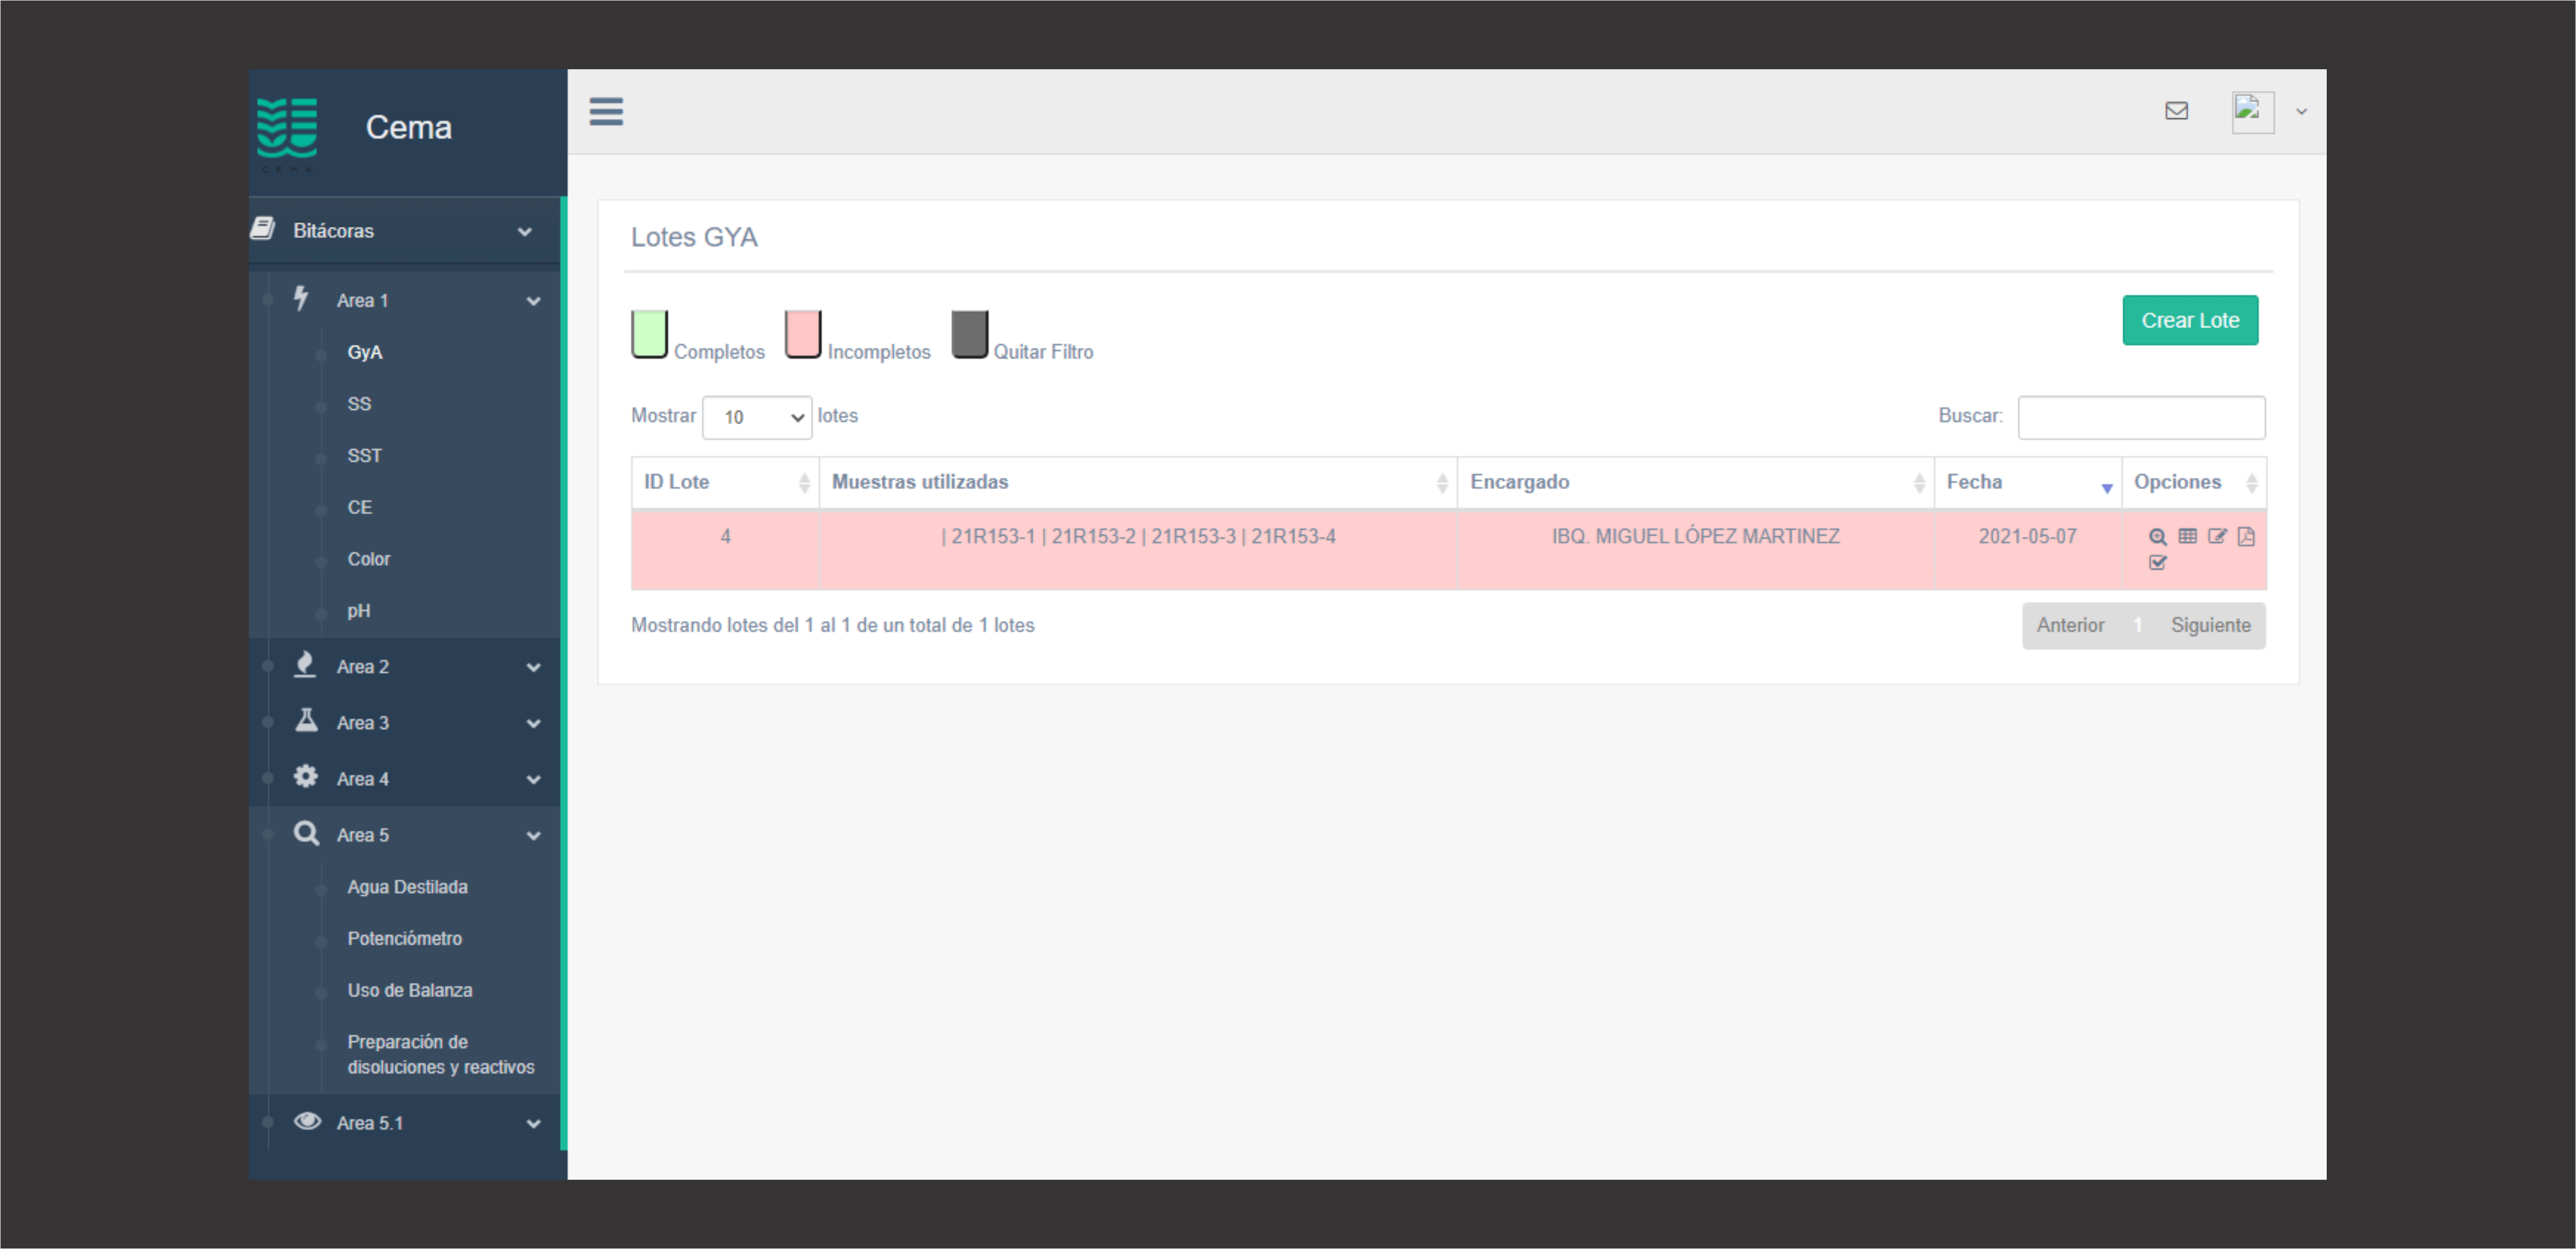 CEMA
Cema
Bitácoras
Area 1
GyA
SS
SST
CE
Color
pH
Area 2
Area 3
Area 4
Area 5
Agua Destilada
Potenciómetro
Uso de Balanza
Preparación de
disoluciones y reactivos
Area 5.1
Lotes GYA
Completos Incompletos Quitar Filtro
Crear Lote
Mostrar 10 lotes Buscar:
ID Lote Muestras utilizadas Encargado Fecha Opciones
4 | 21R153-1 | 21R153-2 | 21R153-3 | 21R153-4 IBQ. MIGUEL LÓPEZ MARTINEZ 2021-05-07
Mostrando lotes del 1 al 1 de un total de 1 lotes Anterior 1 Siguiente